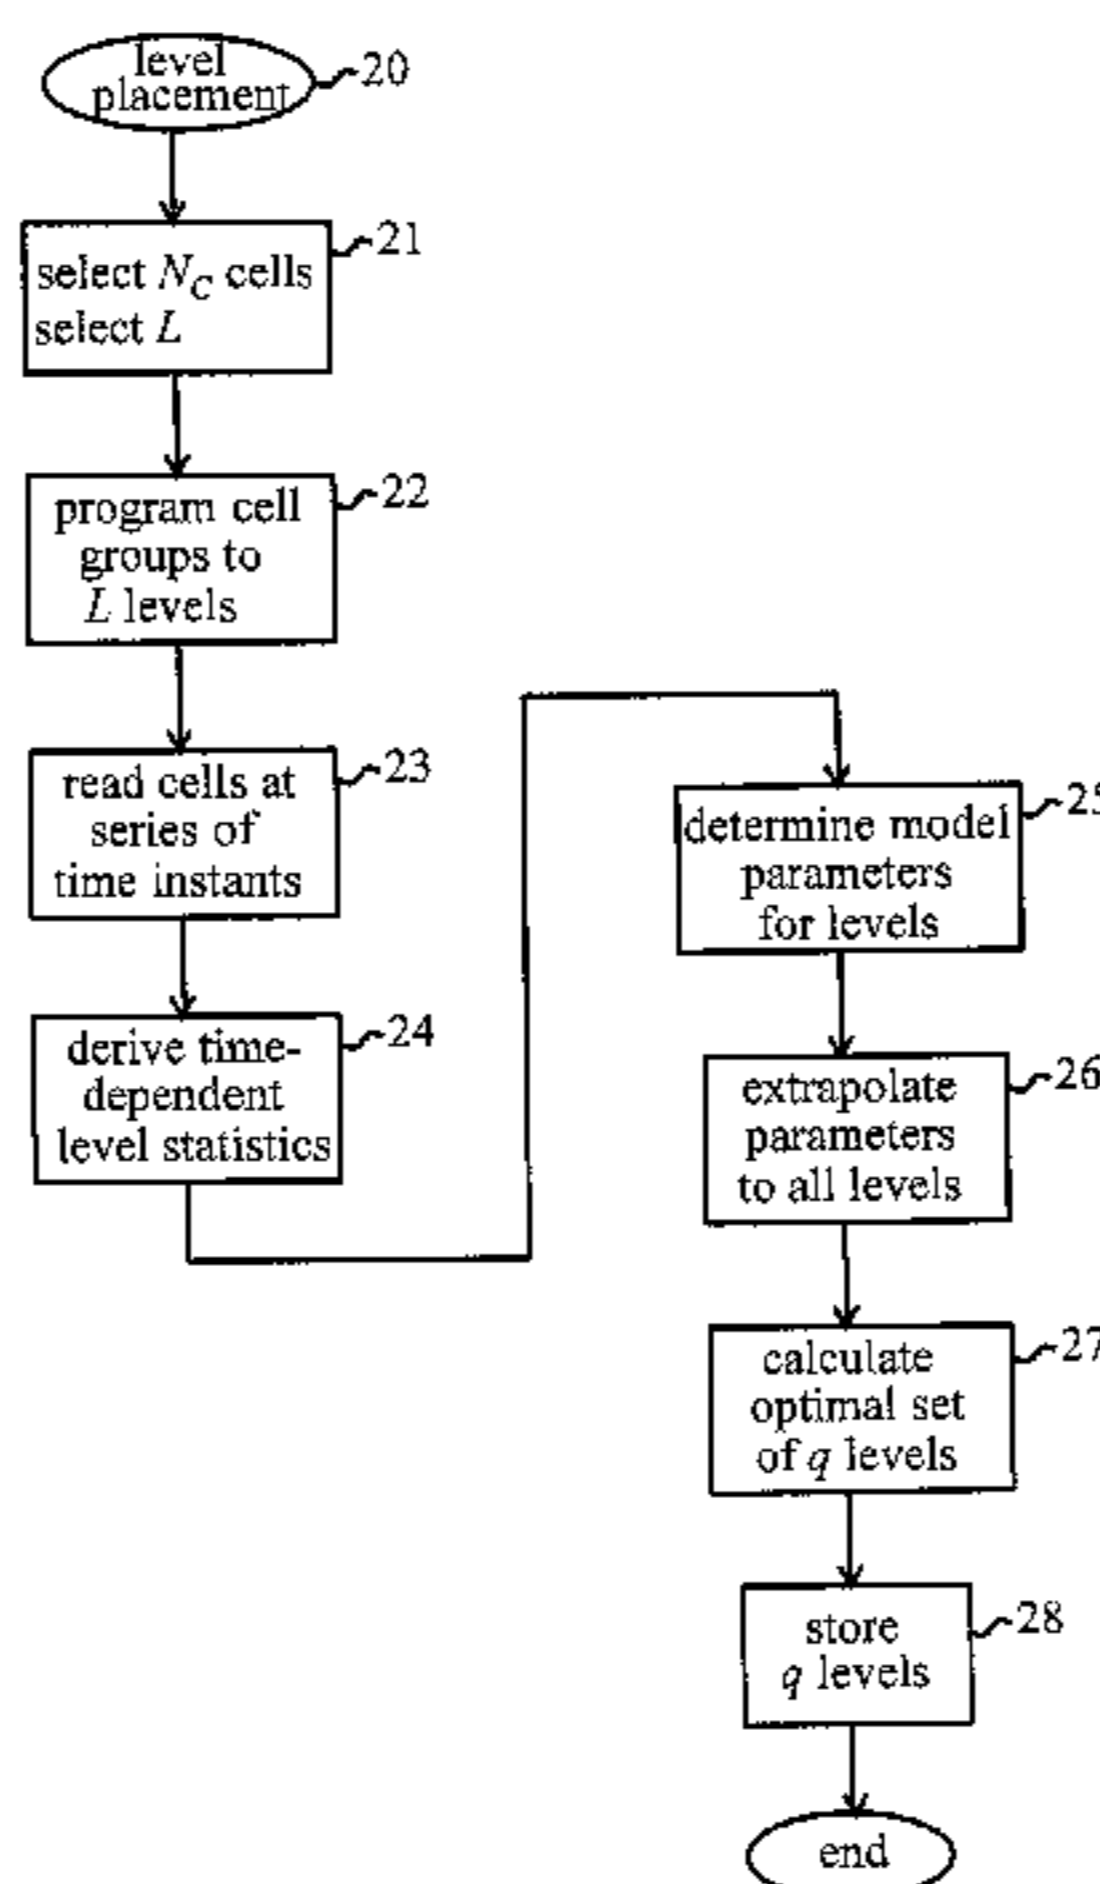 level
placement
20
select N_C cells
select L
21
program cell
groups to
L levels
22
read cells at
series of
time instants
23
derive time-
dependent
level statistics
24
determine model
parameters
for levels
25
extrapolate
parameters
to all levels
26
calculate
optimal set
of q levels
27
store
q levels
28
end